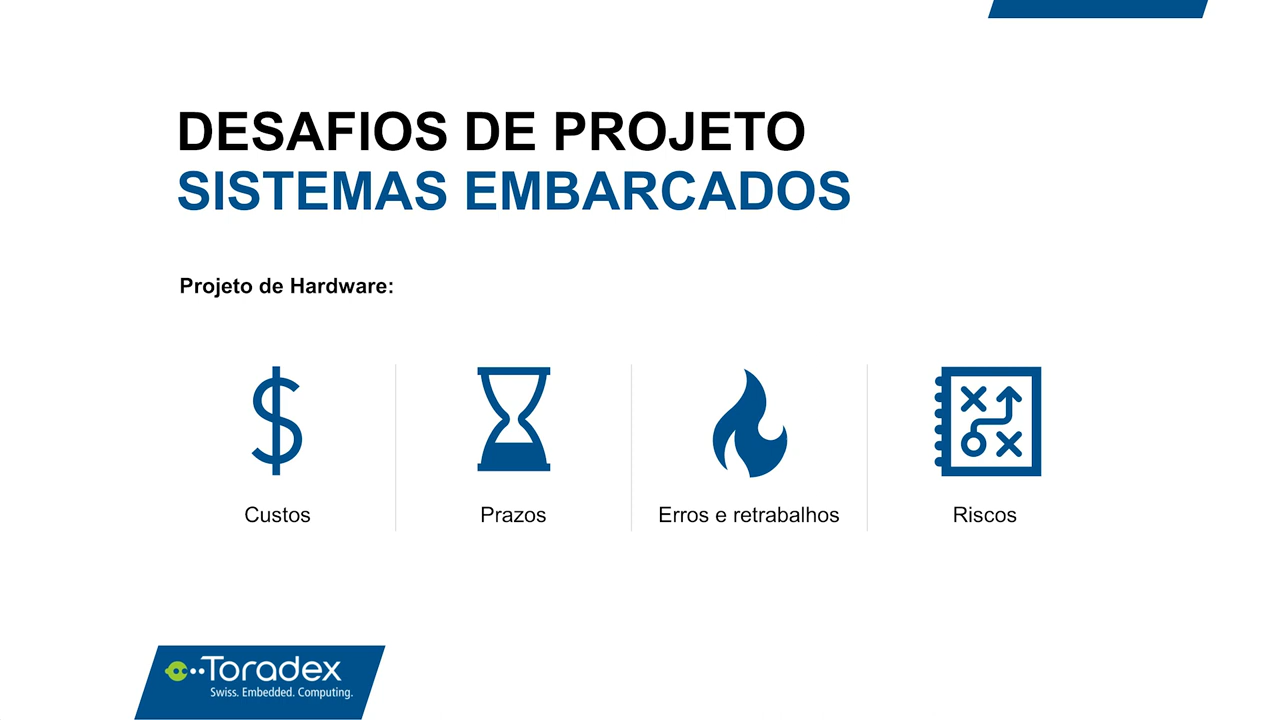 DESAFIOS DE PROJETO
SISTEMAS EMBARCADOS
Projeto de Hardware:
Custos
Prazos
Erros e retrabalhos
Riscos
Toradex
Swiss. Embedded. Computing.